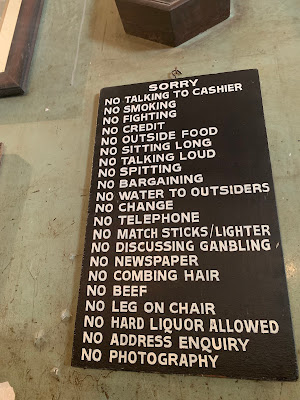 SORRY
NO TALKING TO CASHIER
NO SMOKING
NO FIGHTING
NO CREDIT
NO OUTSIDE FOOD
NO SITTING LONG
NO TALKING LOUD
NO SPITTING
NO BARGAINING
NO WATER TO OUTSIDERS
NO CHANGE
NO TELEPHONE
NO MATCH STICKS/LIGHTER
NO DISCUSSING GANBLING
NO NEWSPAPER
NO COMBING HAIR
NO BEEF
NO LEG ON CHAIR
NO HARD LIQUOR ALLOWED
NO ADDRESS ENQUIRY
NO PHOTOGRAPHY